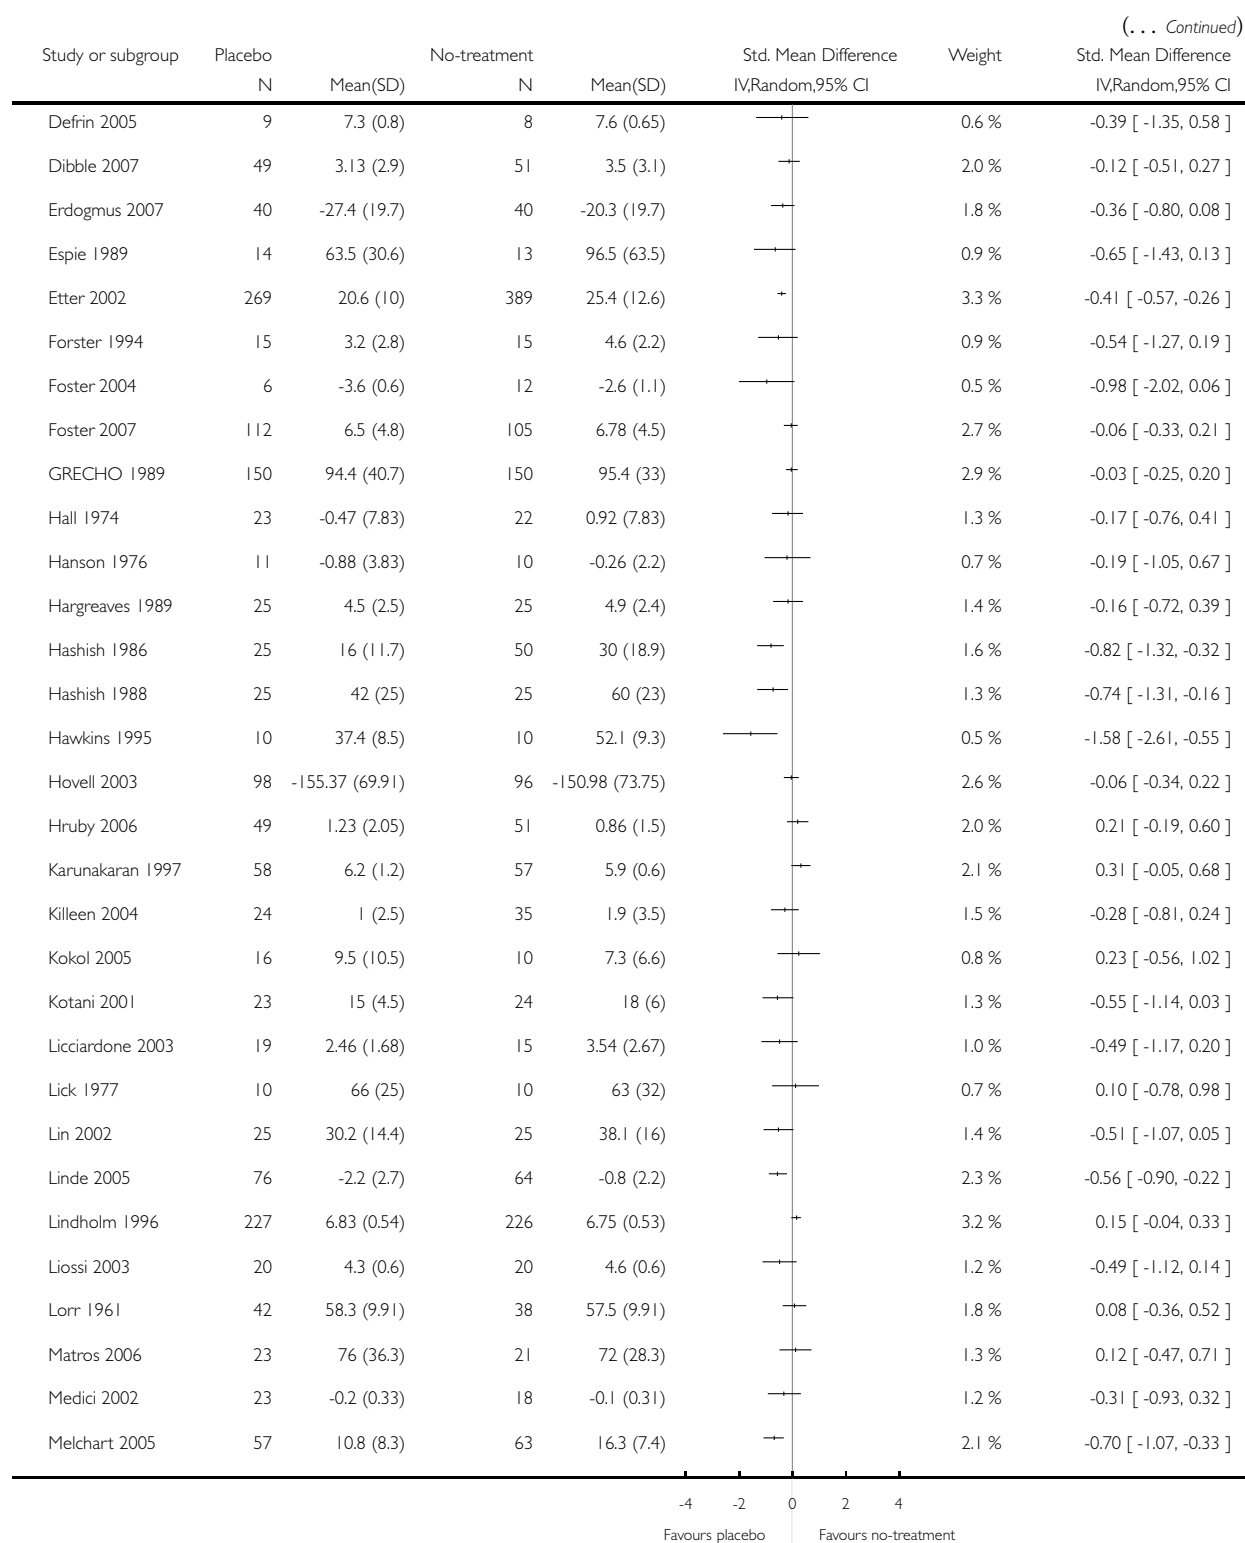 (... Continued)
Study or subgroup Placebo No-treatment Std. Mean Difference Weight Std. Mean Difference
N Mean(SD) N Mean(SD) IV,Random,95% CI IV,Random,95% CI
Defrin 2005 9 7.3 (0.8) 8 7.6 (0.65) 0.6 % -0.39 [ -1.35, 0.58 ]
Dibble 2007 49 3.13 (2.9) 51 3.5 (3.1) 2.0 % -0.12 [ -0.51, 0.27 ]
Erdogmus 2007 40 -27.4 (19.7) 40 -20.3 (19.7) 1.8 % -0.36 [ -0.80, 0.08 ]
Espie 1989 14 63.5 (30.6) 13 96.5 (63.5) 0.9 % -0.65 [ -1.43, 0.13 ]
Etter 2002 269 20.6 (10) 389 25.4 (12.6) 3.3 % -0.41 [ -0.57, -0.26 ]
Forster 1994 15 3.2 (2.8) 15 4.6 (2.2) 0.9 % -0.54 [ -1.27, 0.19 ]
Foster 2004 6 -3.6 (0.6) 12 -2.6 (1.1) 0.5 % -0.98 [ -2.02, 0.06 ]
Foster 2007 112 6.5 (4.8) 105 6.78 (4.5) 2.7 % -0.06 [ -0.33, 0.21 ]
GRECHO 1989 150 94.4 (40.7) 150 95.4 (33) 2.9 % -0.03 [ -0.25, 0.20 ]
Hall 1974 23 -0.47 (7.83) 22 0.92 (7.83) 1.3 % -0.17 [ -0.76, 0.41 ]
Hanson 1976 11 -0.88 (3.83) 10 -0.26 (2.2) 0.7 % -0.19 [ -1.05, 0.67 ]
Hargreaves 1989 25 4.5 (2.5) 25 4.9 (2.4) 1.4 % -0.16 [ -0.72, 0.39 ]
Hashish 1986 25 16 (11.7) 50 30 (18.9) 1.6 % -0.82 [ -1.32, -0.32 ]
Hashish 1988 25 42 (25) 25 60 (23) 1.3 % -0.74 [ -1.31, -0.16 ]
Hawkins 1995 10 37.4 (8.5) 10 52.1 (9.3) 0.5 % -1.58 [ -2.61, -0.55 ]
Hovell 2003 98 -155.37 (69.91) 96 -150.98 (73.75) 2.6 % -0.06 [ -0.34, 0.22 ]
Hruby 2006 49 1.23 (2.05) 51 0.86 (1.5) 2.0 % 0.21 [ -0.19, 0.60 ]
Karunakaran 1997 58 6.2 (1.2) 57 5.9 (0.6) 2.1 % 0.31 [ -0.05, 0.68 ]
Killeen 2004 24 1 (2.5) 35 1.9 (3.5) 1.5 % -0.28 [ -0.81, 0.24 ]
Kokol 2005 16 9.5 (10.5) 10 7.3 (6.6) 0.8 % 0.23 [ -0.56, 1.02 ]
Kotani 2001 23 15 (4.5) 24 18 (6) 1.3 % -0.55 [ -1.14, 0.03 ]
Licciardone 2003 19 2.46 (1.68) 15 3.54 (2.67) 1.0 % -0.49 [ -1.17, 0.20 ]
Lick 1977 10 66 (25) 10 63 (32) 0.7 % 0.10 [ -0.78, 0.98 ]
Lin 2002 25 30.2 (14.4) 25 38.1 (16) 1.4 % -0.51 [ -1.07, 0.05 ]
Linde 2005 76 -2.2 (2.7) 64 -0.8 (2.2) 2.3 % -0.56 [ -0.90, -0.22 ]
Lindholm 1996 227 6.83 (0.54) 226 6.75 (0.53) 3.2 % 0.15 [ -0.04, 0.33 ]
Liossi 2003 20 4.3 (0.6) 20 4.6 (0.6) 1.2 % -0.49 [ -1.12, 0.14 ]
Lorr 1961 42 58.3 (9.91) 38 57.5 (9.91) 1.8 % 0.08 [ -0.36, 0.52 ]
Matros 2006 23 76 (36.3) 21 72 (28.3) 1.3 % 0.12 [ -0.47, 0.71 ]
Medici 2002 23 -0.2 (0.33) 18 -0.1 (0.31) 1.2 % -0.31 [ -0.93, 0.32 ]
Melchart 2005 57 10.8 (8.3) 63 16.3 (7.4) 2.1 % -0.70 [ -1.07, -0.33 ]
-4 -2 0 2 4
Favours placebo Favours no-treatment